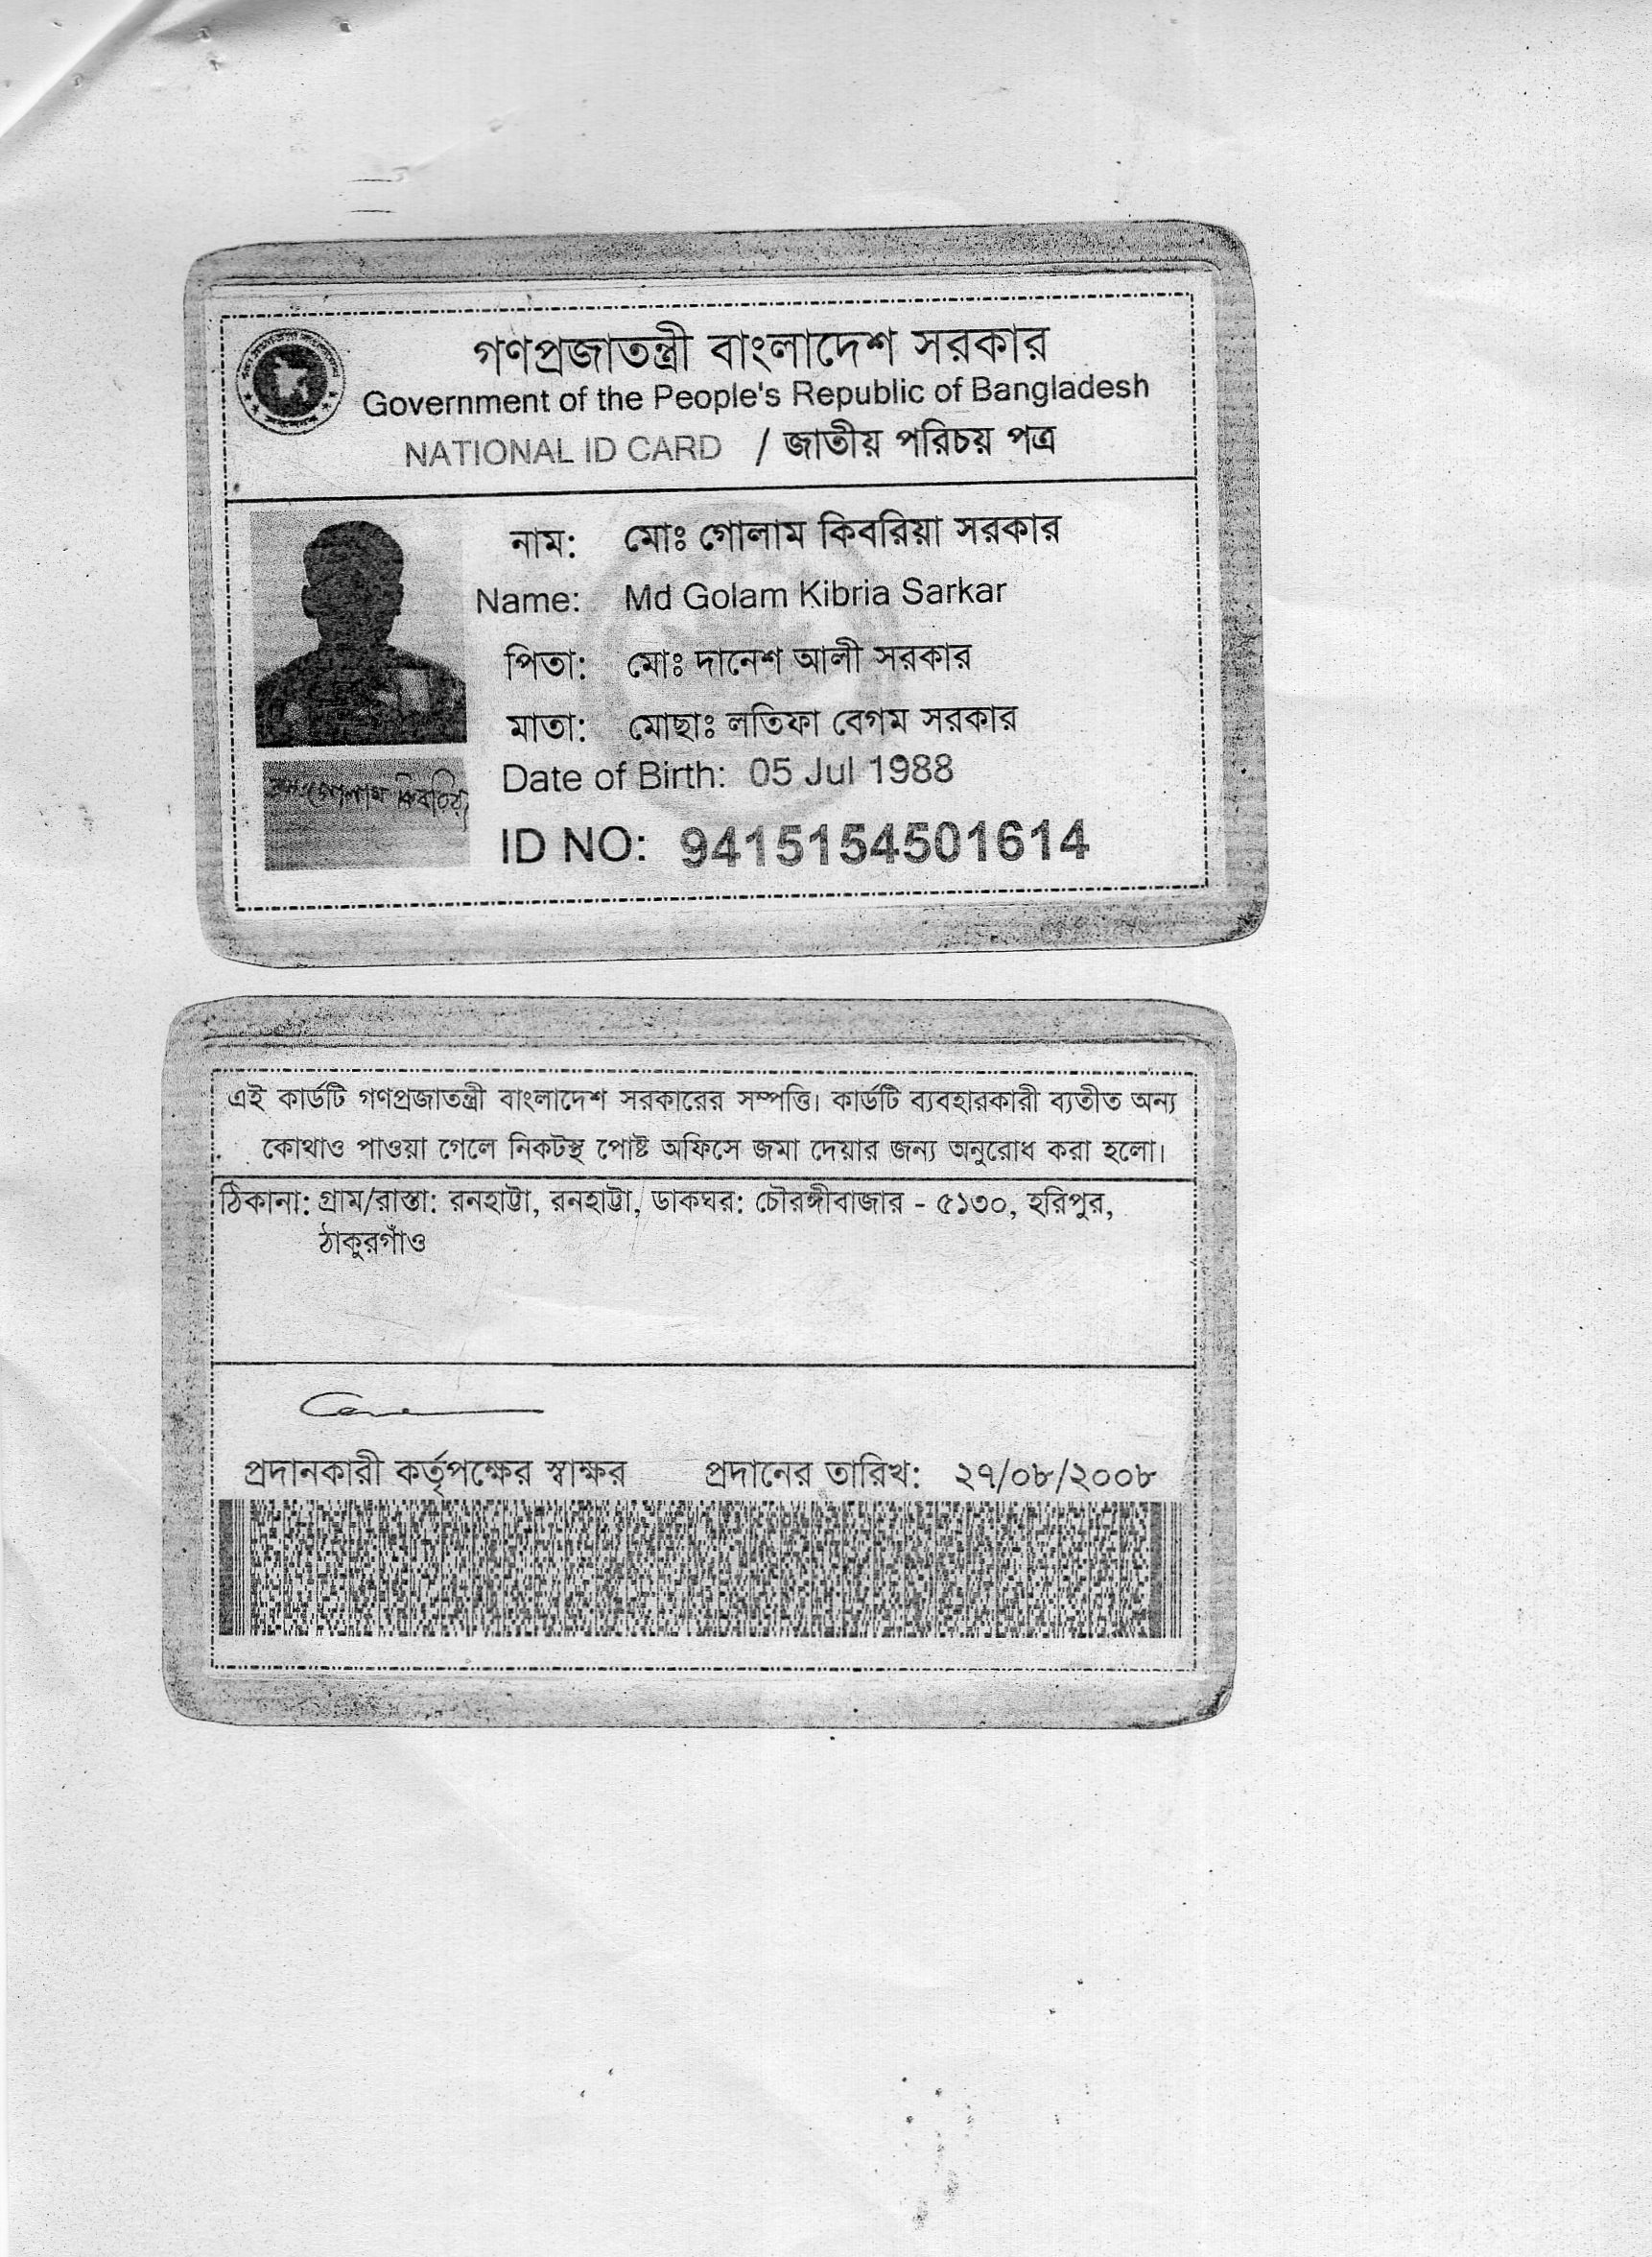 গণপ্রজাতন্ত্রী বাংলাদেশ সরকার
Government of the People's Republic of Bangladesh
NATIONAL ID CARD / জাতীয় পরিচয় পত্র
নাম: মোঃ গোলাম কিবরিয়া সরকার
Name: Md Golam Kibria Sarkar
পিতা: মোঃ দানেশ আলী সরকার
মাতা: মোছাঃ লতিফা বেগম সরকার
Date of Birth: 05 Jul 1988
গোলাম কিবরিয়া
ID NO: 9415154501614
এই কার্ডটি গণপ্রজাতন্ত্রী বাংলাদেশ সরকারের সম্পত্তি। কার্ডটি ব্যবহারকারী ব্যতীত অন্য
কোথাও পাওয়া গেলে নিকটস্থ পোষ্ট অফিসে জমা দেয়ার জন্য অনুরোধ করা হলো।
ঠিকানা: গ্রাম/রাস্তা: রনহাট্টা, রনহাট্টা, ডাকঘর: চৌরঙ্গীবাজার - ৫১৩০, হরিপুর,
ঠাকুরগাঁও
প্রদানকারী কর্তৃপক্ষের স্বাক্ষর প্রদানের তারিখ: ২৭/০৮/২০০৮